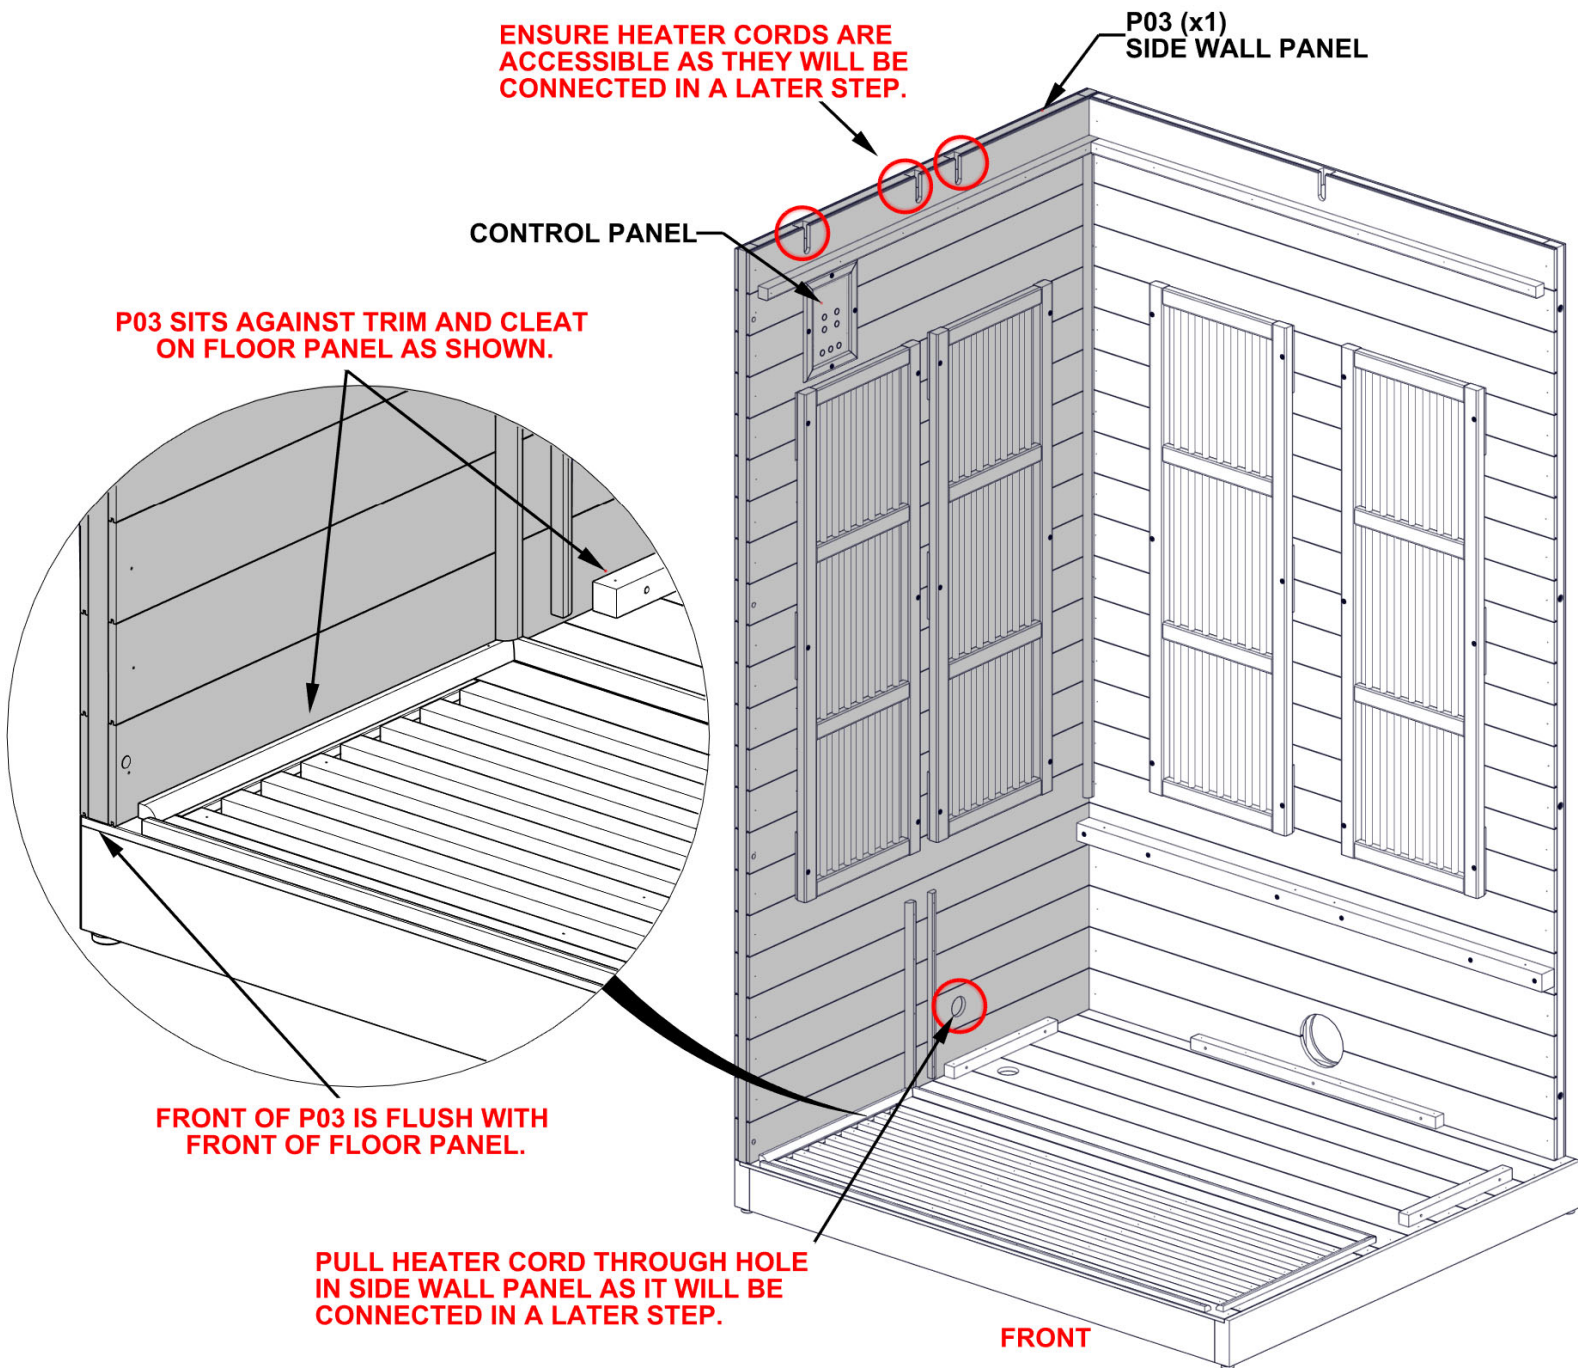 ENSURE HEATER CORDS ARE
ACCESSIBLE AS THEY WILL BE
CONNECTED IN A LATER STEP.
P03 (x1)
SIDE WALL PANEL
CONTROL PANEL
P03 SITS AGAINST TRIM AND CLEAT
ON FLOOR PANEL AS SHOWN.
FRONT OF P03 IS FLUSH WITH
FRONT OF FLOOR PANEL.
PULL HEATER CORD THROUGH HOLE
IN SIDE WALL PANEL AS IT WILL BE
CONNECTED IN A LATER STEP.
FRONT